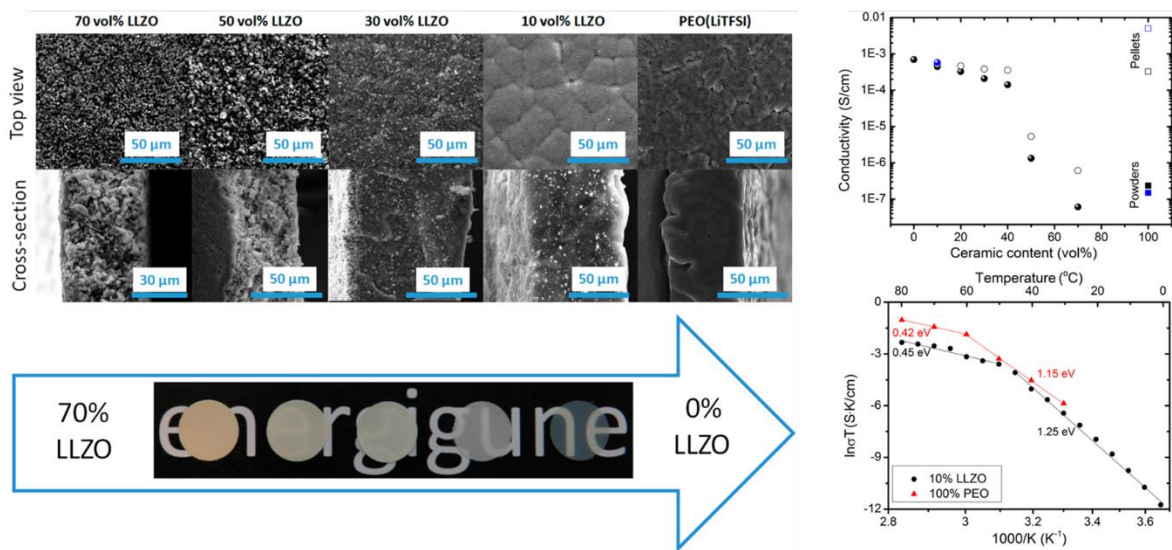 70 vol% LLZO 50 vol% LLZO 30 vol% LLZO 10 vol% LLZO PEO(LiTFSI)
Top view
50 µm 50 µm 50 µm 50 µm 50 µm
Cross-section
30 µm 50 µm 50 µm 50 µm 50 µm
70%
LLZO
energigune
0%
LLZO
0.01
1E-3
1E-4
1E-5
1E-6
1E-7
Conductivity (S/cm)
Pellets
Powders
0 20 40 60 80 100
Ceramic content (vol%)
Temperature (°C)
80 60 40 20 0
0
-3
-6
-9
-12
lnσT (S·K/cm)
0.42 eV
0.45 eV
1.15 eV
1.25 eV
10% LLZO
100% PEO
2.8 3.0 3.2 3.4 3.6
1000/K (K⁻¹)